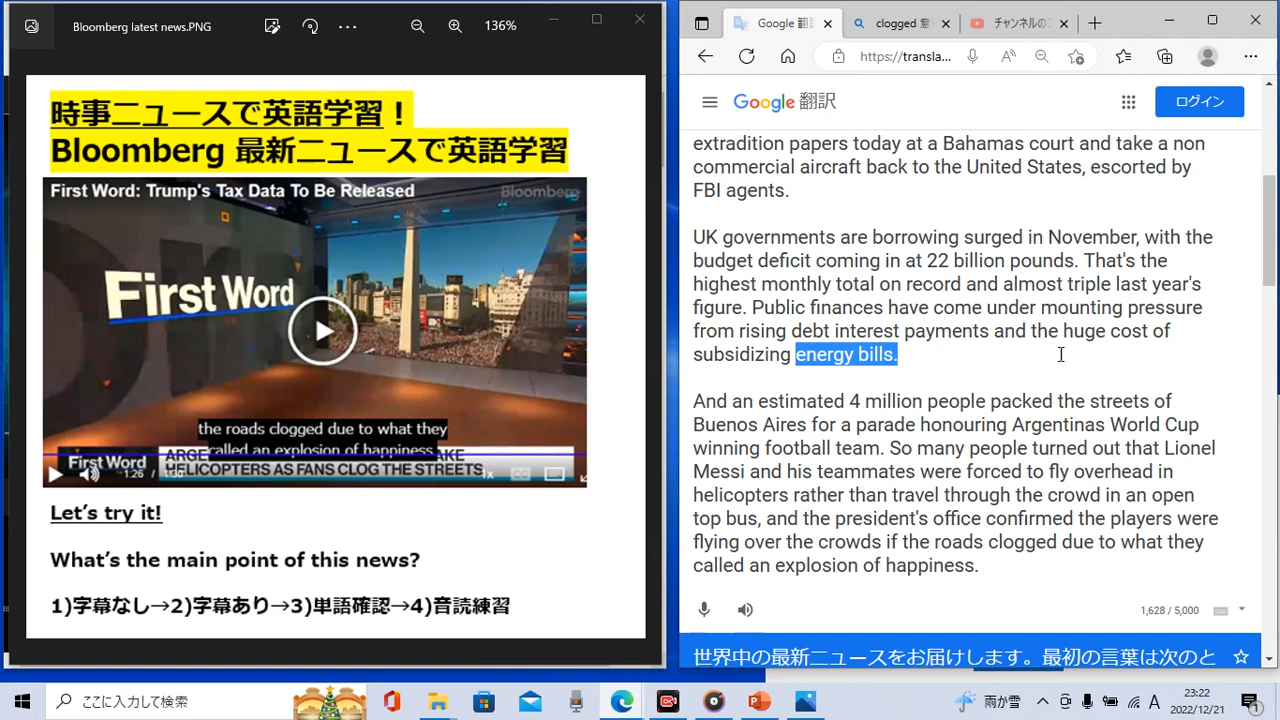 Bloomberg latest news.PNG
136%
時事ニュースで英語学習！
Bloomberg 最新ニュースで英語学習
First Word: Trump's Tax Data To Be Released
Bloomberg
First Word
the roads clogged due to what they
called an explosion of happiness.
First Word
HELICOPTERS AS FANS CLOG THE STREETS
1:26
1x
CC
Let’s try it!
What’s the main point of this news?
1)字幕なし→2)字幕あり→3)単語確認→4)音読練習
Google 翻
clogged 意
チャンネルの
https://transla...
Google 翻訳
ログイン
extradition papers today at a Bahamas court and take a non
commercial aircraft back to the United States, escorted by
FBI agents.
UK governments are borrowing surged in November, with the
budget deficit coming in at 22 billion pounds. That's the
highest monthly total on record and almost triple last year's
figure. Public finances have come under mounting pressure
from rising debt interest payments and the huge cost of
subsidizing energy bills.
And an estimated 4 million people packed the streets of
Buenos Aires for a parade honouring Argentinas World Cup
winning football team. So many people turned out that Lionel
Messi and his teammates were forced to fly overhead in
helicopters rather than travel through the crowd in an open
top bus, and the president's office confirmed the players were
flying over the crowds if the roads clogged due to what they
called an explosion of happiness.
1,628 / 5,000
世界中の最新ニュースをお届けします。最初の言葉は次のと
ここに入力して検索
雨か雪
A
23:22
2022/12/21
1